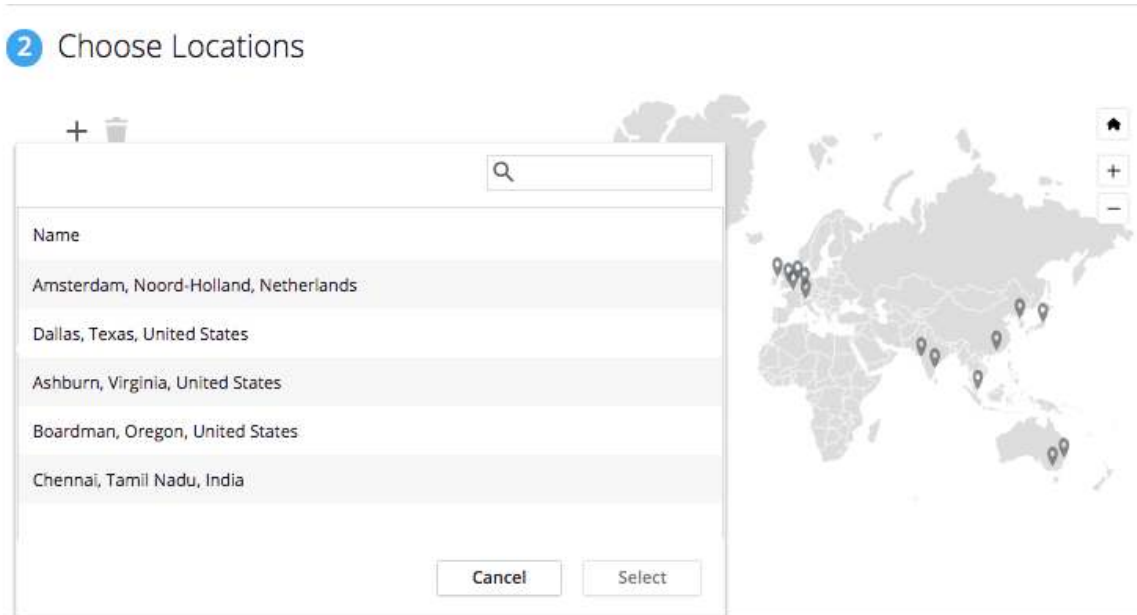 2 Choose Locations
Name
Amsterdam, Noord-Holland, Netherlands
Dallas, Texas, United States
Ashburn, Virginia, United States
Boardman, Oregon, United States
Chennai, Tamil Nadu, India
Cancel Select